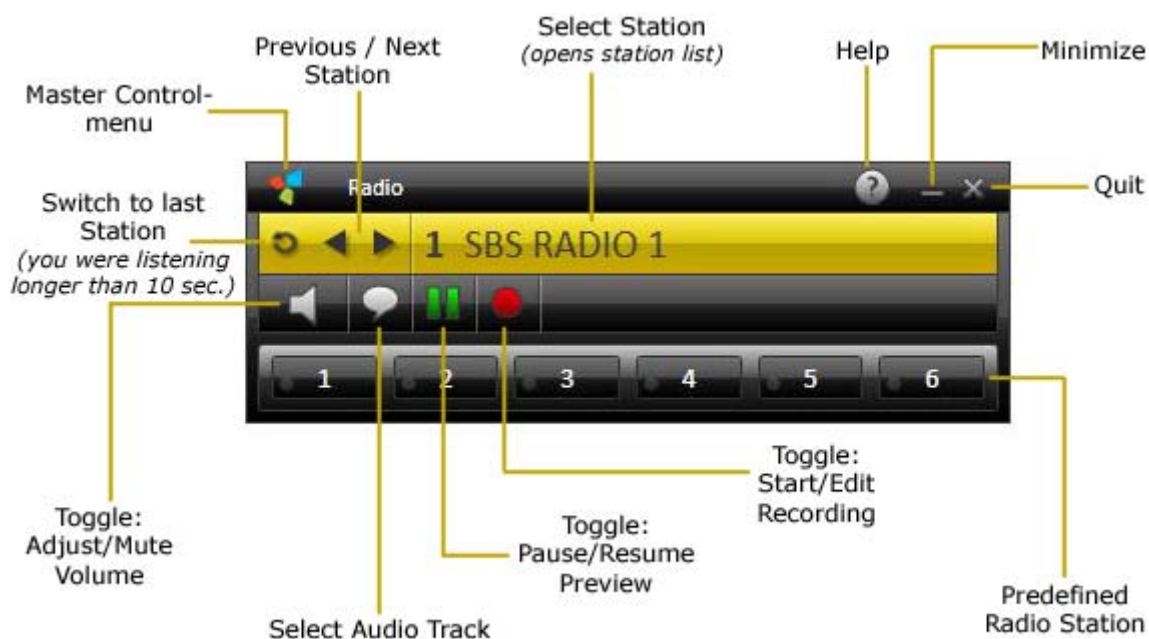 Select Station
(opens station list)
Previous / Next
Station
Help
Minimize
Master Control-
menu
Radio
?
Quit
Switch to last
Station
(you were listening
longer than 10 sec.)
1 SBS RADIO 1
1 2 3 4 5 6
Toggle:
Adjust/Mute
Volume
Select Audio Track
Toggle:
Pause/Resume
Preview
Toggle:
Start/Edit
Recording
Predefined
Radio Station